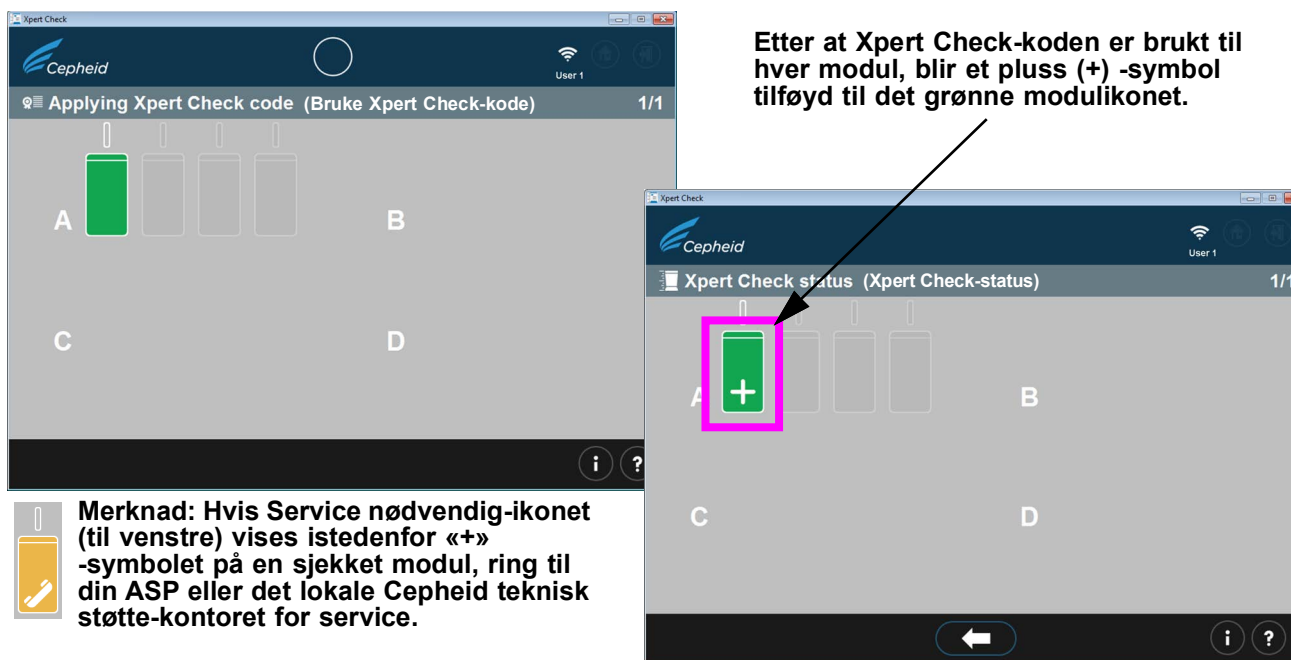 Xpert Check
Cepheid
User 1
Applying Xpert Check code (Bruke Xpert Check-kode) 1/1
A
B
C
D
i ?
Etter at Xpert Check-koden er brukt til
hver modul, blir et pluss (+) -symbol
tilføyd til det grønne modulikonet.
Xpert Check
Cepheid
User 1
Xpert Check status (Xpert Check-status) 1/1
A
+
B
C
D
i ?
Merknad: Hvis Service nødvendig-ikonet
(til venstre) vises istedenfor «+»
-symbolet på en sjekket modul, ring til
din ASP eller det lokale Cepheid teknisk
støtte-kontoret for service.